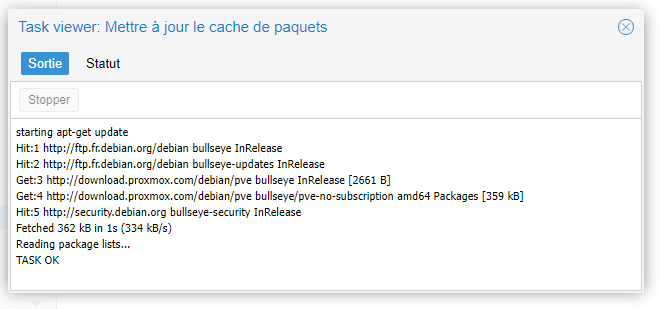 Task viewer: Mettre à jour le cache de paquets
Sortie
Statut
Stopper
starting apt-get update
Hit:1 http://ftp.fr.debian.org/debian bullseye InRelease
Hit:2 http://ftp.fr.debian.org/debian bullseye-updates InRelease
Get:3 http://download.proxmox.com/debian/pve bullseye InRelease [2661 B]
Get:4 http://download.proxmox.com/debian/pve bullseye/pve-no-subscription amd64 Packages [359 kB]
Hit:5 http://security.debian.org bullseye-security InRelease
Fetched 362 kB in 1s (334 kB/s)
Reading package lists...
TASK OK